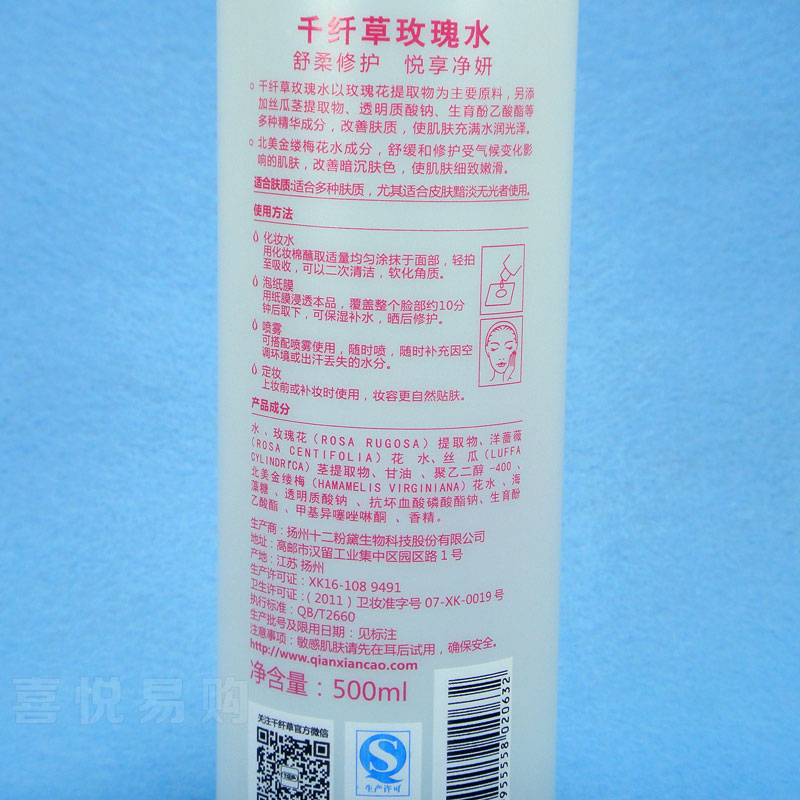 千纤草玫瑰水
舒柔修护 悦享净妍
千纤草玫瑰水以玫瑰花提取物为主要原料，另添
加丝瓜茎提取物、透明质酸钠、生育酚乙酸酯等
多种精华成分，改善肤质，使肌肤充满水润光泽。
北美金缕梅花水成分，舒缓和修护受气候变化影
响的肌肤，改善暗沉肤色，使肌肤细致嫩滑。
适合肤质:适合多种肤质，尤其适合皮肤黯淡无光者使用。
使用方法
化妆水
用化妆棉蘸取适量均匀涂抹于面部，轻拍
至吸收，可以二次清洁，软化角质。
泡纸膜
用纸膜浸透本品，覆盖整个脸部约10分
钟后取下，可保湿补水，晒后修护。
喷雾
可搭配喷雾使用，随时喷，随时补充因空
调环境或出汗丢失的水分。
定妆
上妆前或补妆时使用，妆容更自然贴肤。
产品成分
水、玫瑰花（ROSA RUGOSA）提取物、洋蔷薇
（ROSA CENTIFOLIA）花 水、丝 瓜（LUFFA
CYLINDRICA）茎提取物、甘油 、聚乙二醇 -400 、
北美金缕梅（HAMAMELIS VIRGINIANA）花水 、海
藻糖 、透明质酸钠 、抗坏血酸磷酸酯钠、生育酚
乙酸酯 、甲基异噻唑啉酮 、香精。
生产商：扬州十二粉黛生物科技股份有限公司
地址：高邮市汉留工业集中区园区路1号
产地：江苏 扬州
生产许可证：XK16-108 9491
卫生许可证：（2011）卫妆准字号 07-XK-0019号
执行标准：QB/T2660
生产批号及限用日期：见标注
注意事项：敏感肌肤请先在耳后试用，确保安全。
http://www.qianxiancao.com
净含量：500ml
关注千纤草官方微信
生产许可
955558020632
喜悦易购